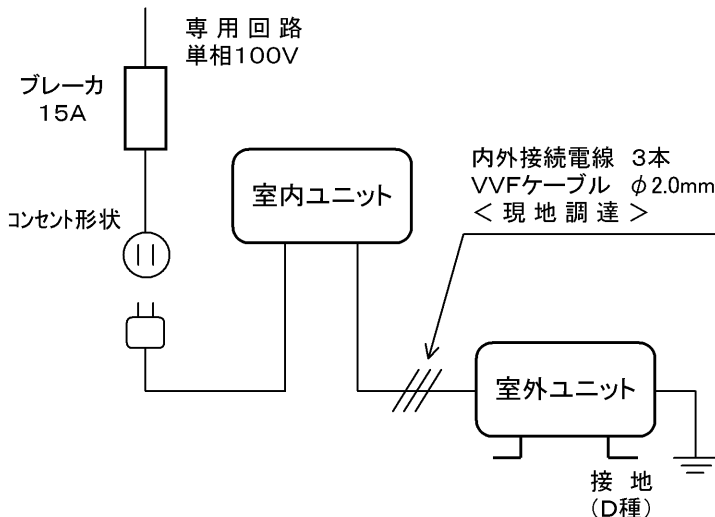 専用回路
単相100V
ブレーカ
15A
コンセント形状
室内ユニット
内外接続電線 3本
VVFケーブル φ2.0mm
＜現地調達＞
室外ユニット
接地
（D種）